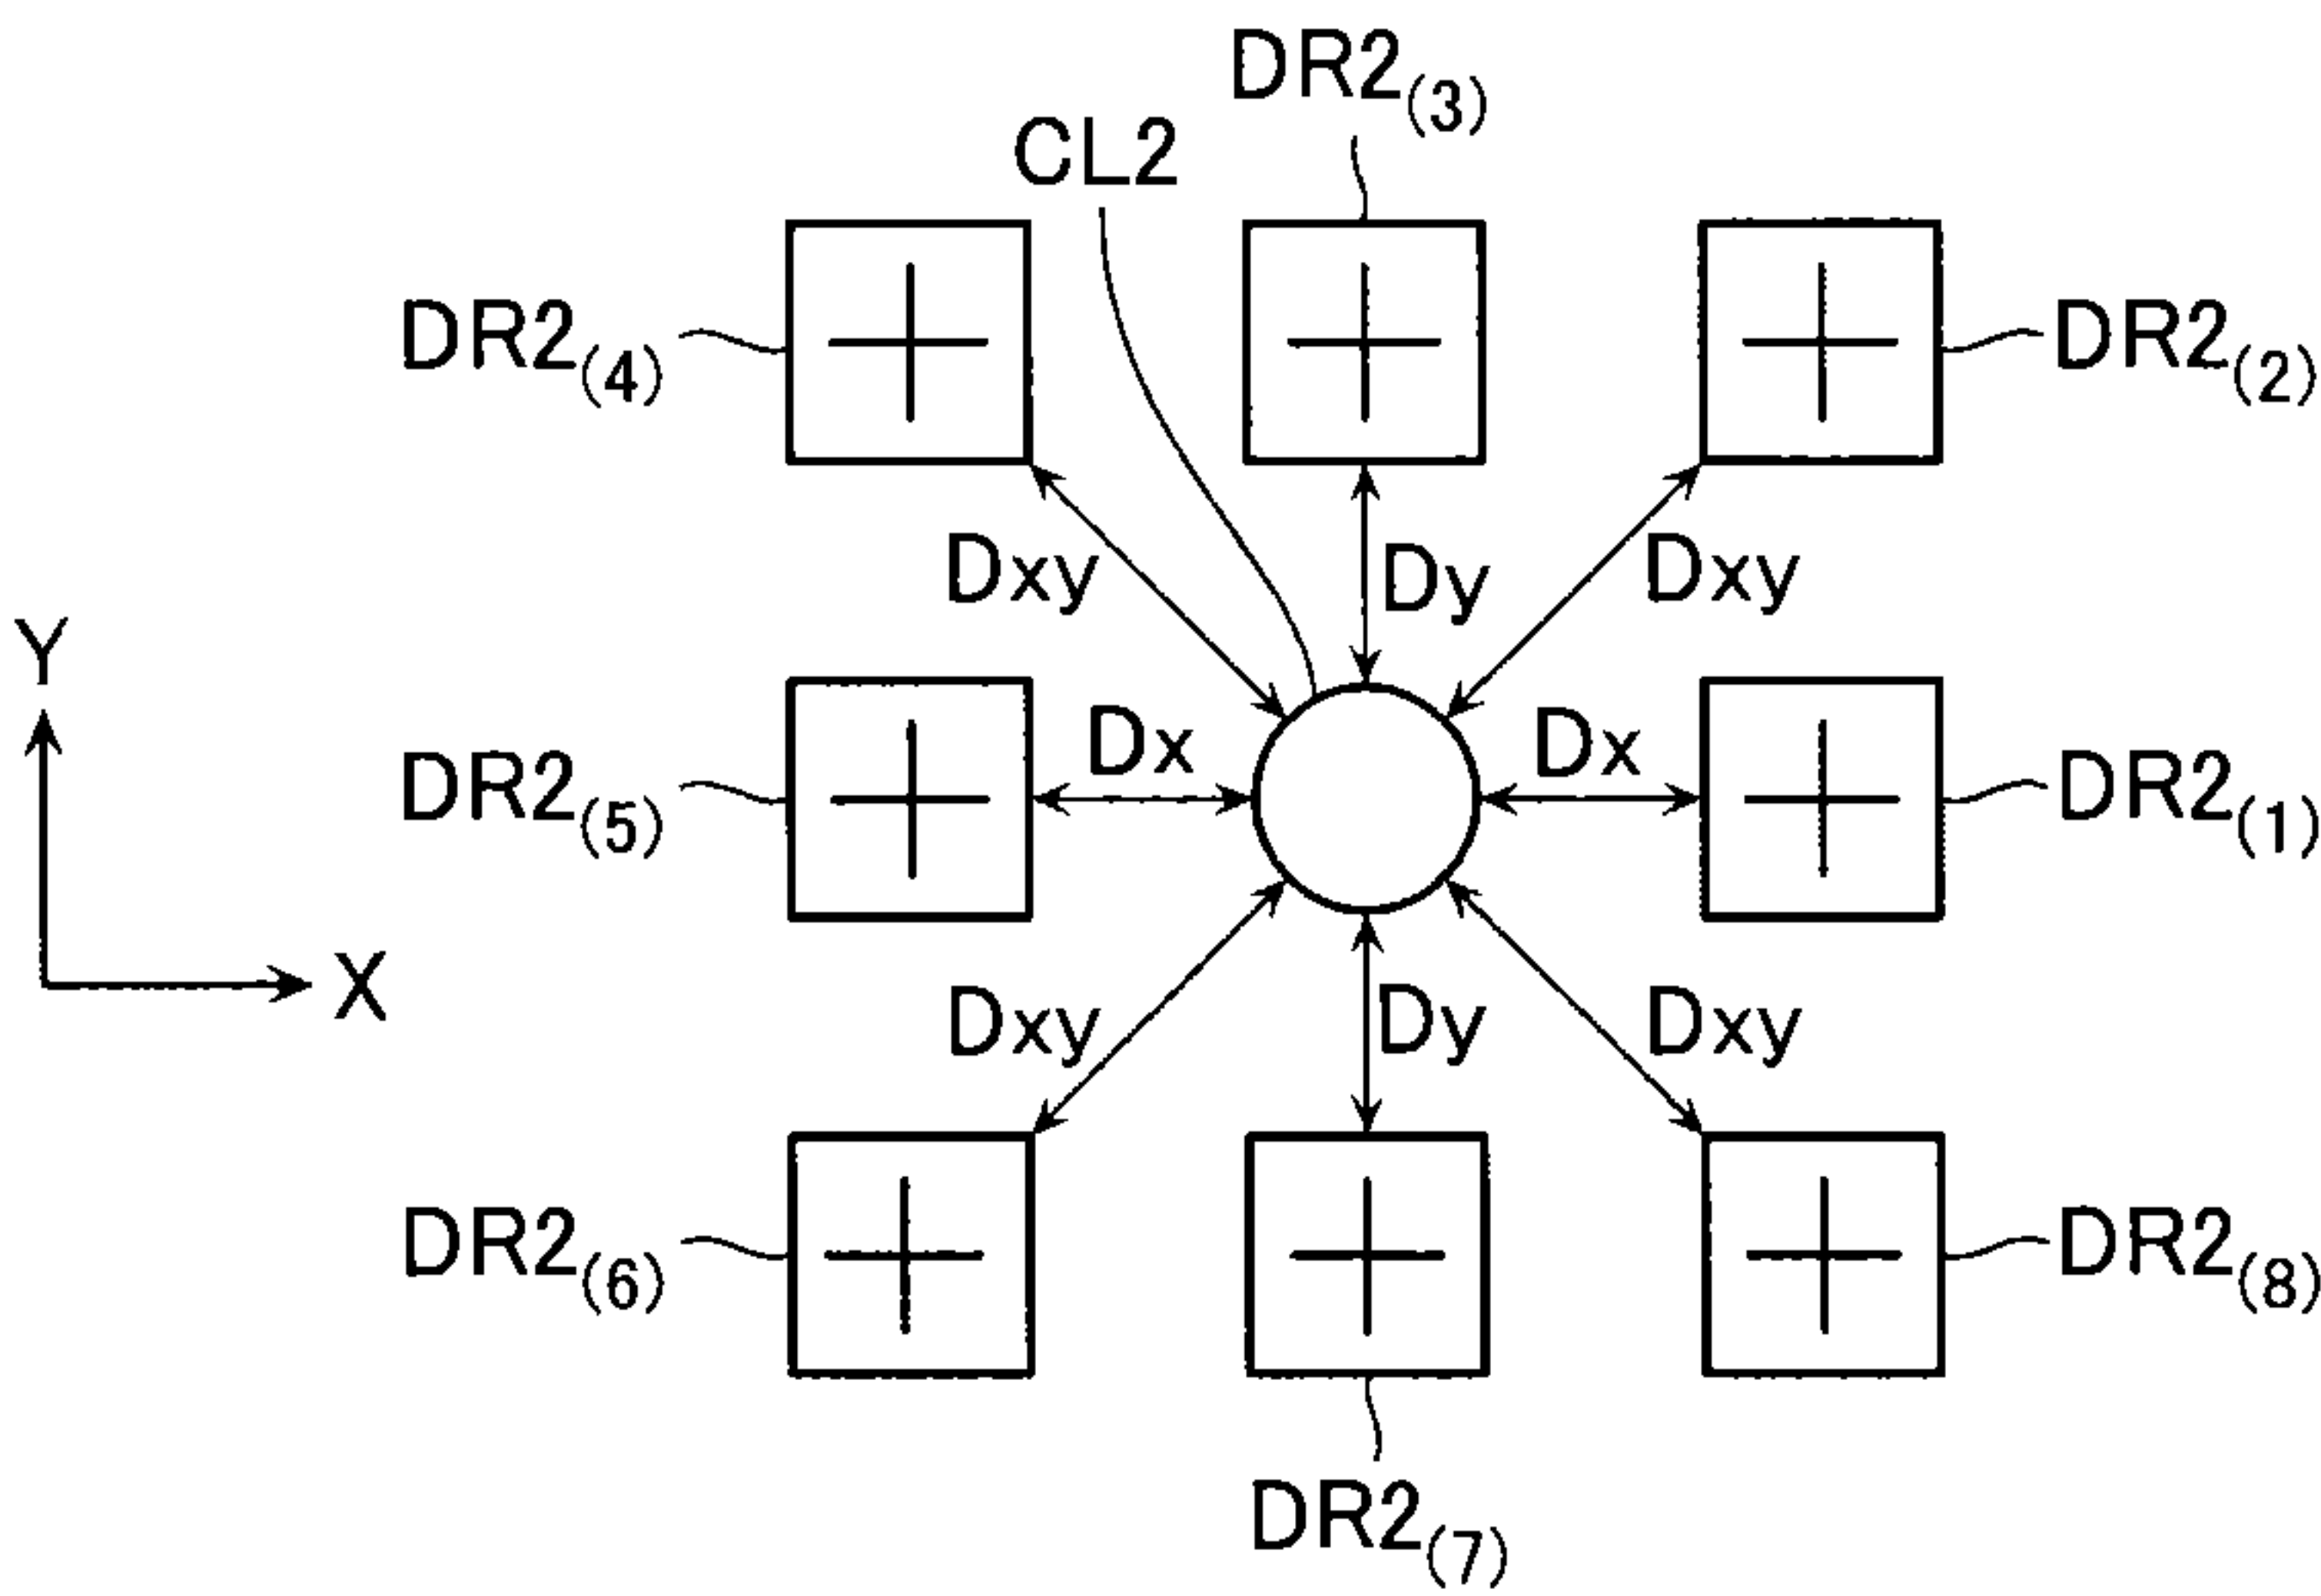 DR2(3)
CL2
DR2(4)
DR2(2)
Dxy
Dy
Dxy
Y
DR2(5)
Dx
Dx
DR2(1)
X
Dxy
Dy
Dxy
DR2(6)
DR2(8)
DR2(7)